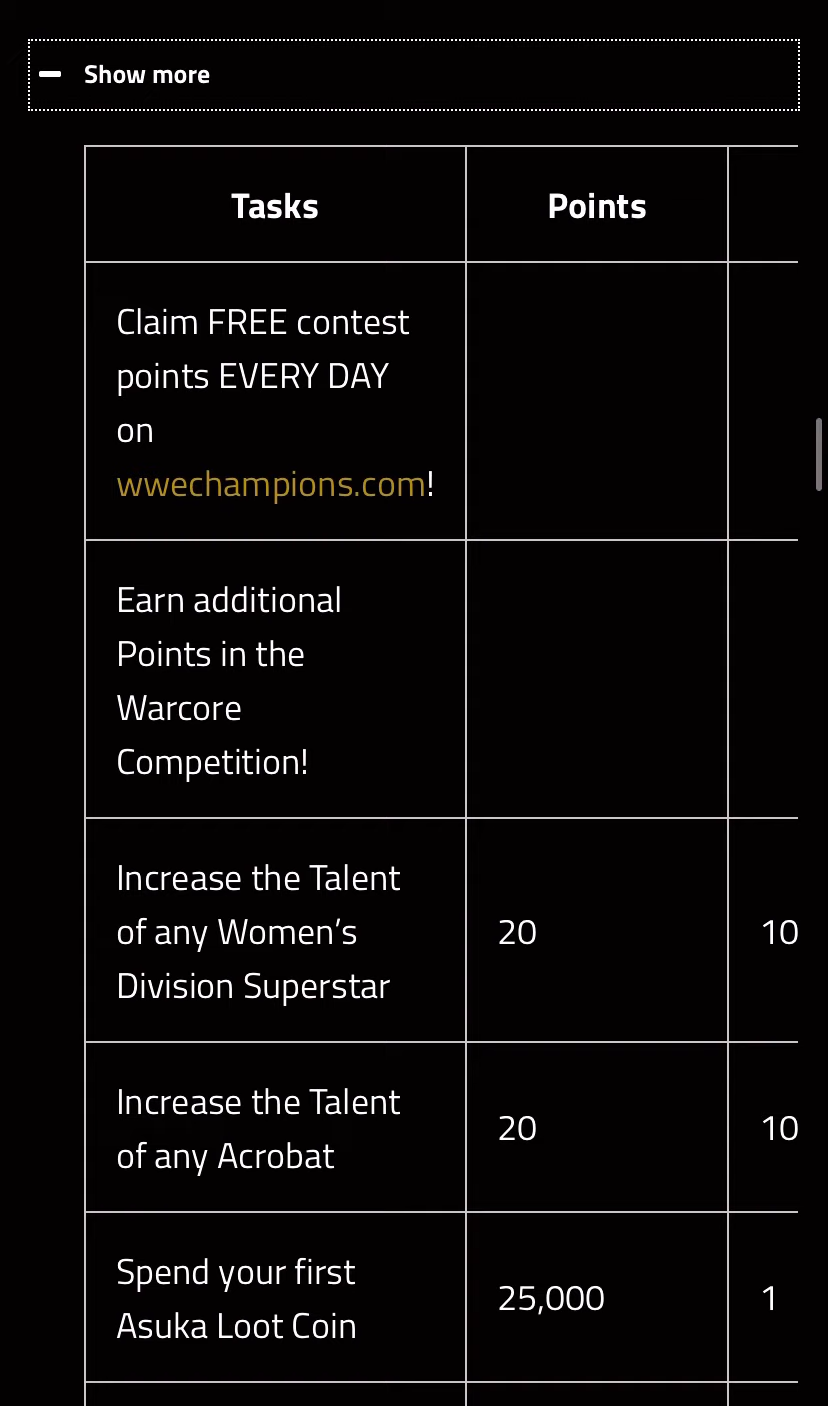 Show more
Tasks
Points
Claim FREE contest
points EVERY DAY
on
wwechampions.com!
Earn additional
Points in the
Warcore
Competition!
Increase the Talent
of any Women’s
Division Superstar
20
10
Increase the Talent
of any Acrobat
20
10
Spend your first
Asuka Loot Coin
25,000
1